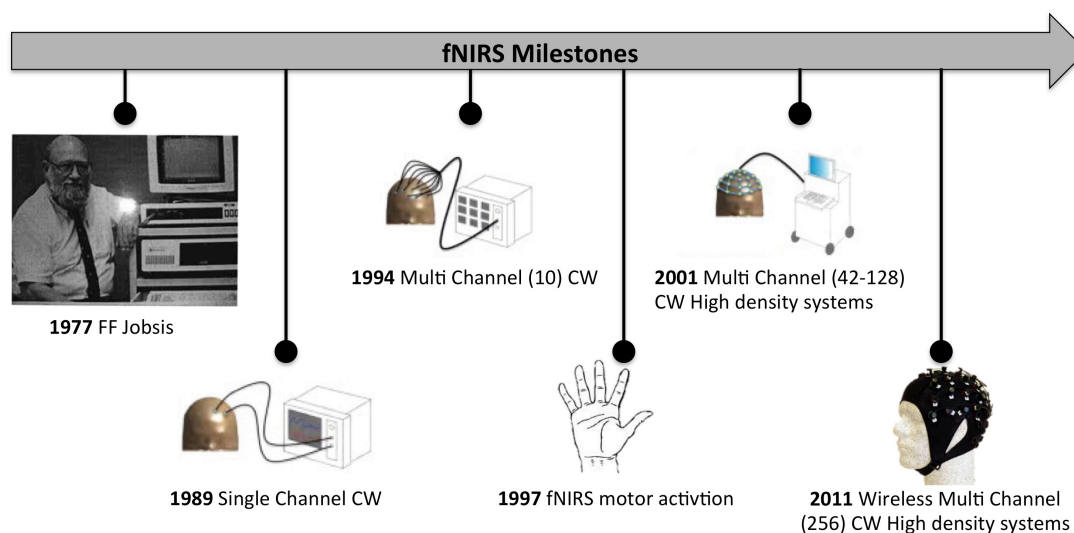 fNIRS Milestones
1977 FF Jobsis
1989 Single Channel CW
1994 Multi Channel (10) CW
1997 fNIRS motor activtion
2001 Multi Channel (42-128)
CW High density systems
2011 Wireless Multi Channel
(256) CW High density systems